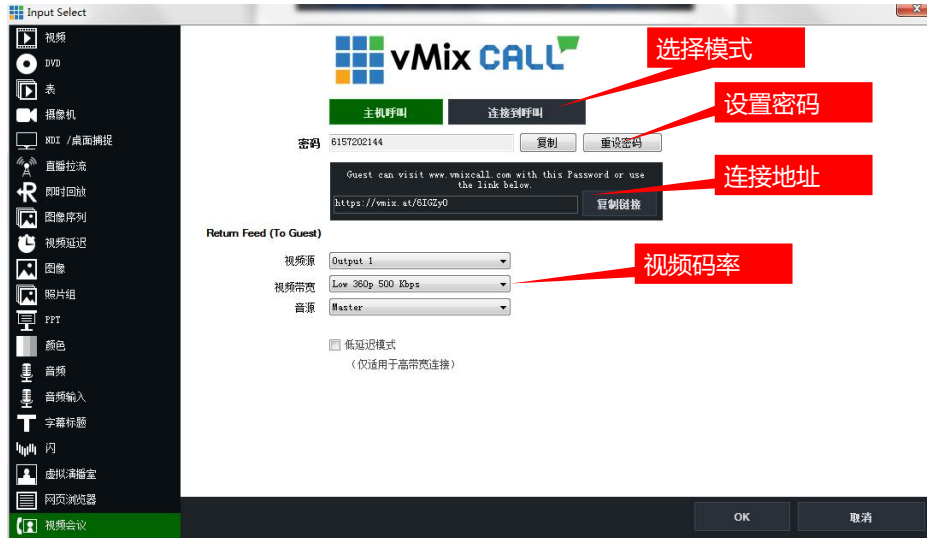 Input Select
视频
DVD
表
摄像机
NDI /桌面捕捉
直播拉流
即时回放
图像序列
视频延迟
图像
照片组
PPT
颜色
音频
音频输入
字幕标题
闪
虚拟演播室
网页浏览器
视频会议
vMix CALL
选择模式
主机呼叫
连接到呼叫
设置密码
密码
6157202144
复制
重设密码
Guest can visit www.vmixcall.com with this Password or use
the link below.
连接地址
https://vmix.at/6IGZyO
复制链接
Return Feed (To Guest)
视频源
Output 1
视频码率
视频带宽
Low 360p 500 Kbps
音源
Master
低延迟模式
（仅适用于高带宽连接）
OK
取消